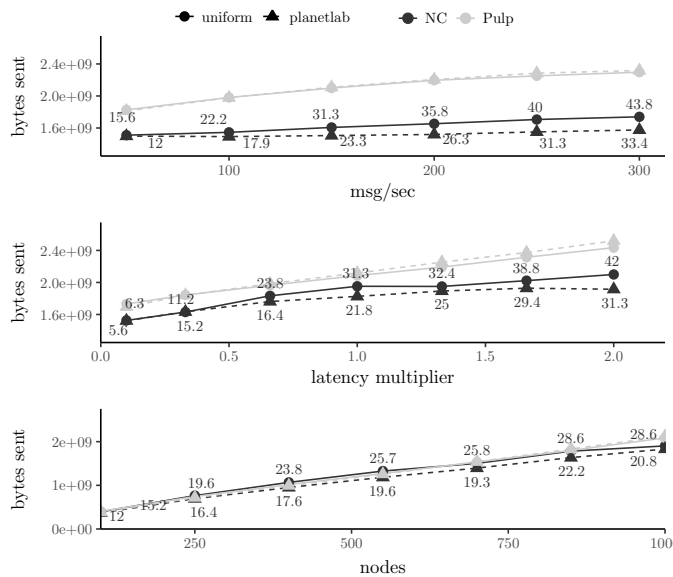 uniform planetlab NC Pulp
bytes sent
2.4e+09
2.0e+09
1.6e+09
15.6 22.2 31.3 35.8 40 43.8
12 17.9 23.3 26.3 31.3 33.4
100 200 300
msg/sec
bytes sent
2.4e+09
2.0e+09
1.6e+09
6.3 11.2 23.8 31.3 32.4 38.8 42
5.6 15.2 16.4 21.8 25 29.4 31.3
0.0 0.5 1.0 1.5 2.0
latency multiplier
bytes sent
2e+09
1e+09
0e+00
15.2 19.6 23.8 25.7 25.8 28.6 28.6
12 16.4 17.6 19.6 19.3 22.2 20.8
250 500 750 100
nodes